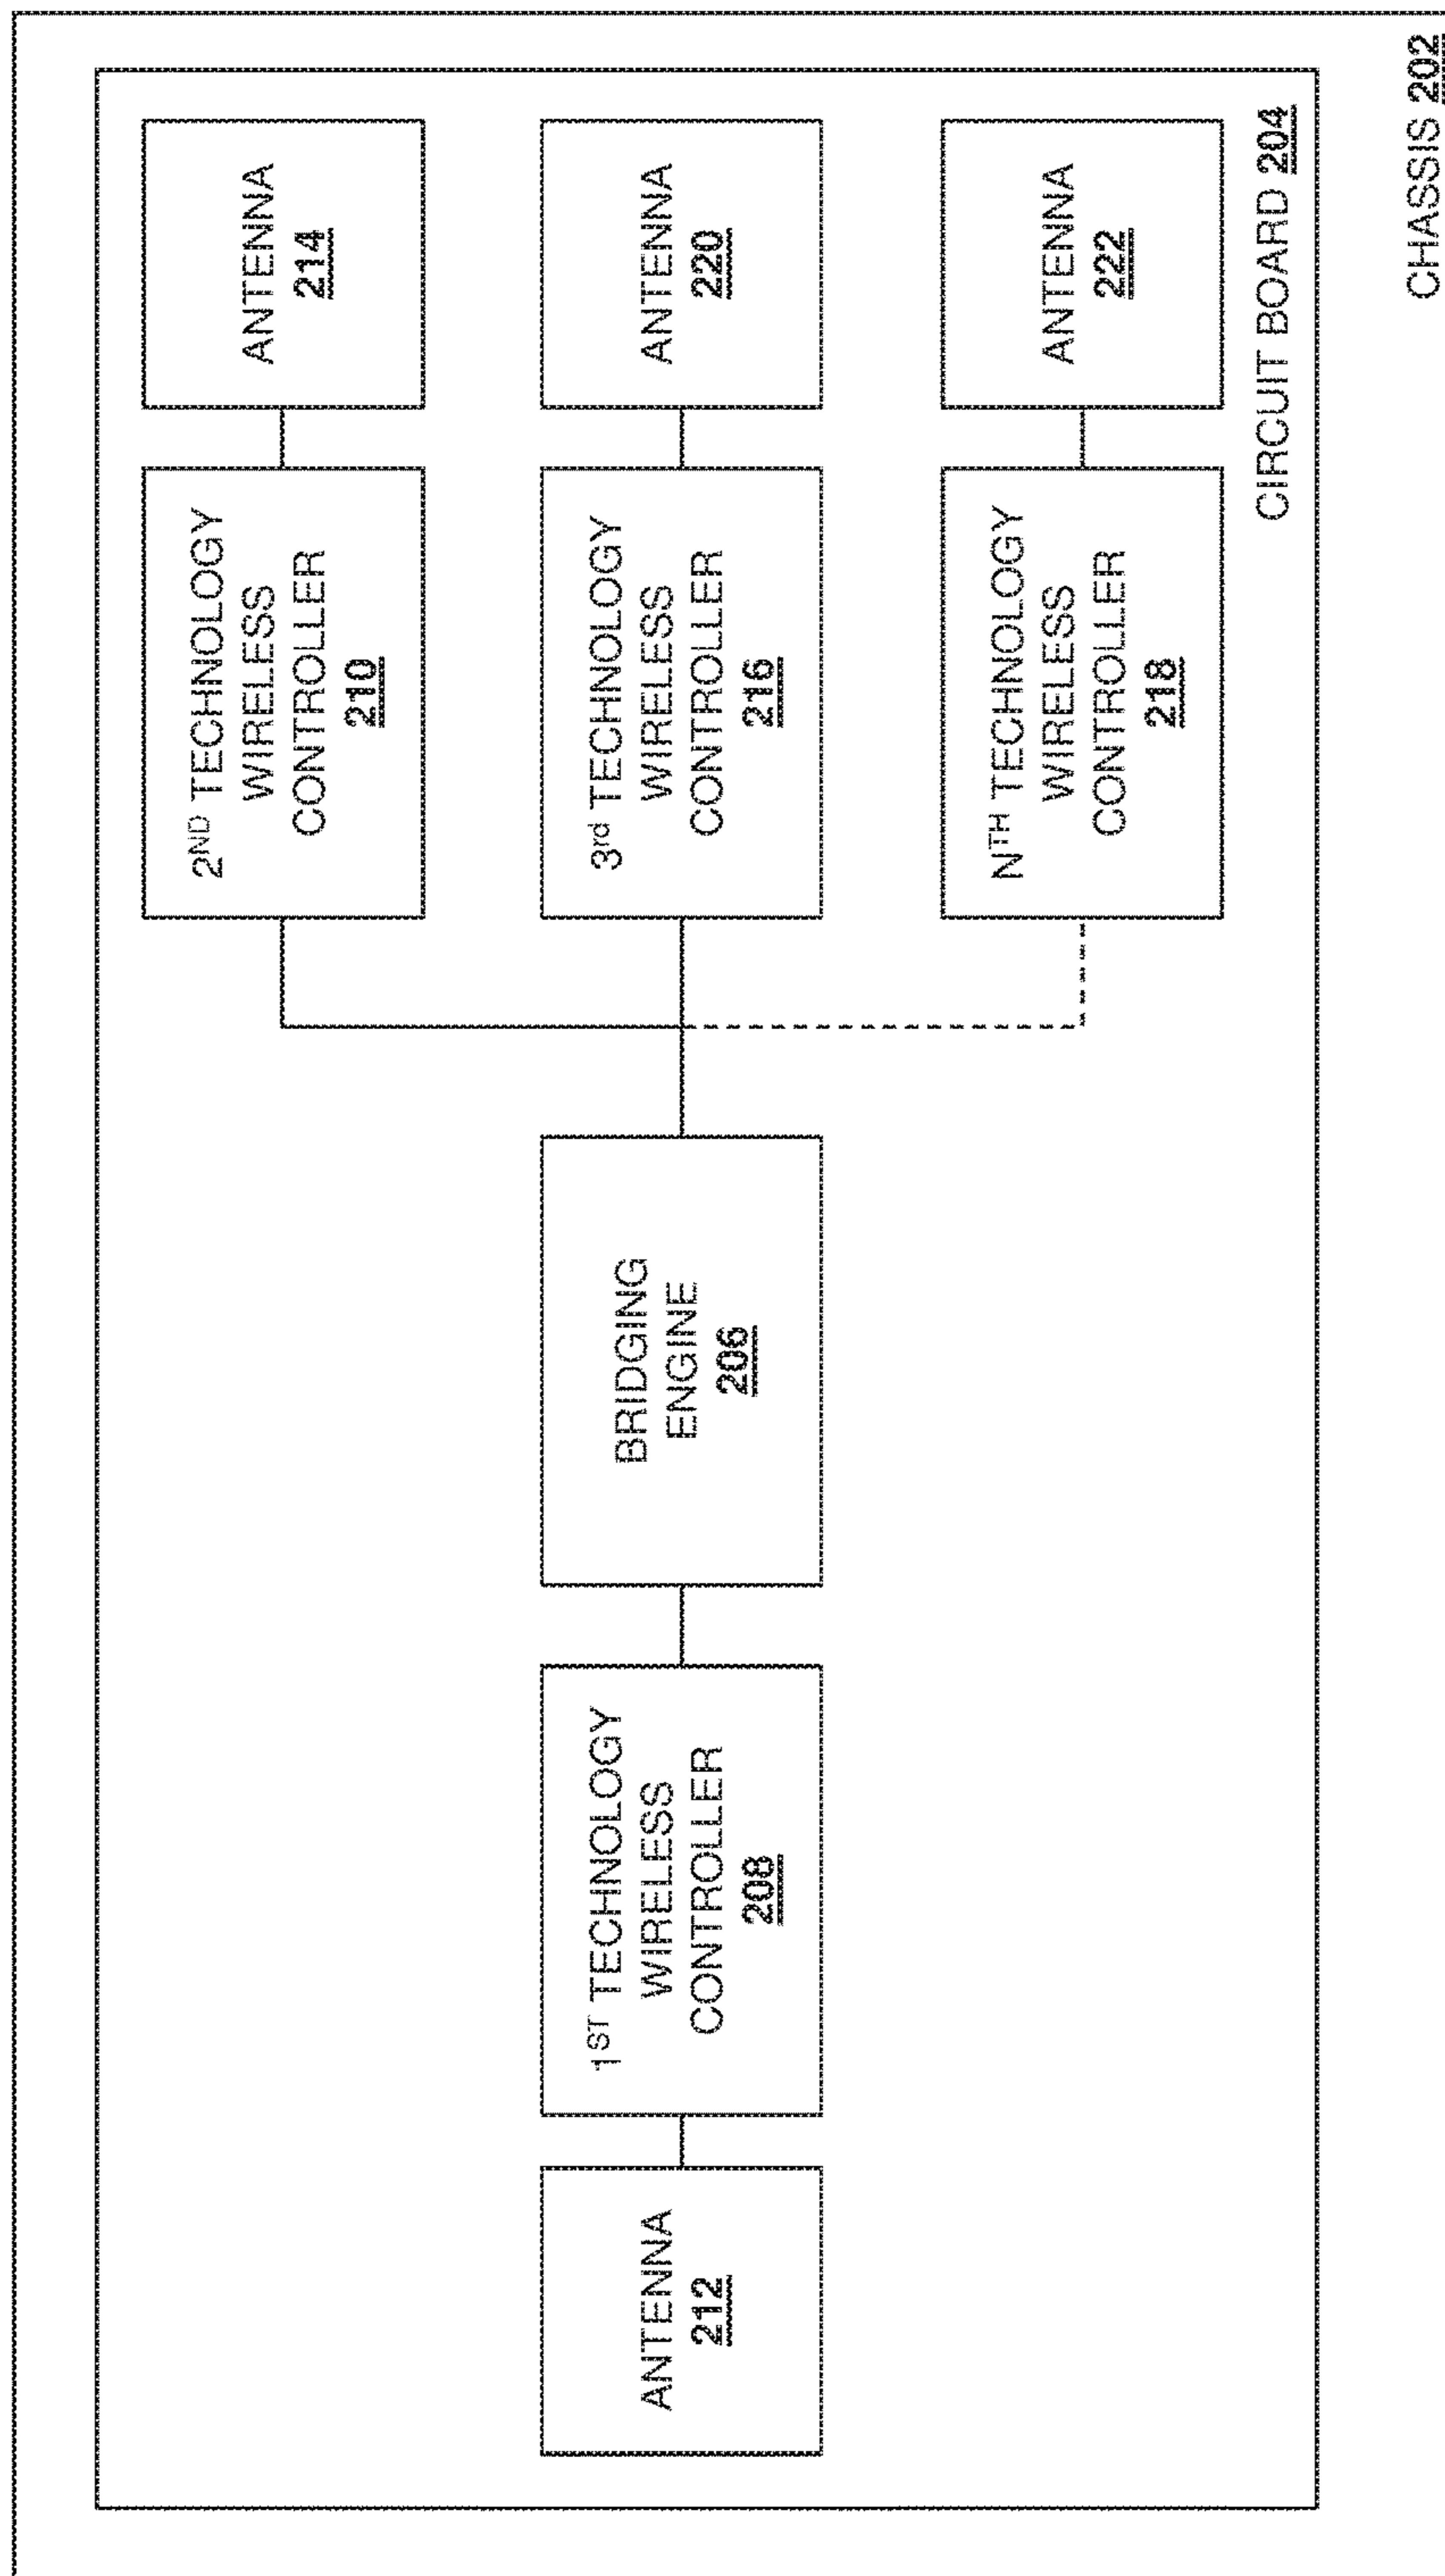 ANTENNA
212
1ST TECHNOLOGY
WIRELESS
CONTROLLER
208
BRIDGING
ENGINE
206
2ND TECHNOLOGY
WIRELESS
CONTROLLER
210
ANTENNA
214
3rd TECHNOLOGY
WIRELESS
CONTROLLER
216
ANTENNA
220
NTH TECHNOLOGY
WIRELESS
CONTROLLER
218
ANTENNA
222
CIRCUIT BOARD 204
CHASSIS 202